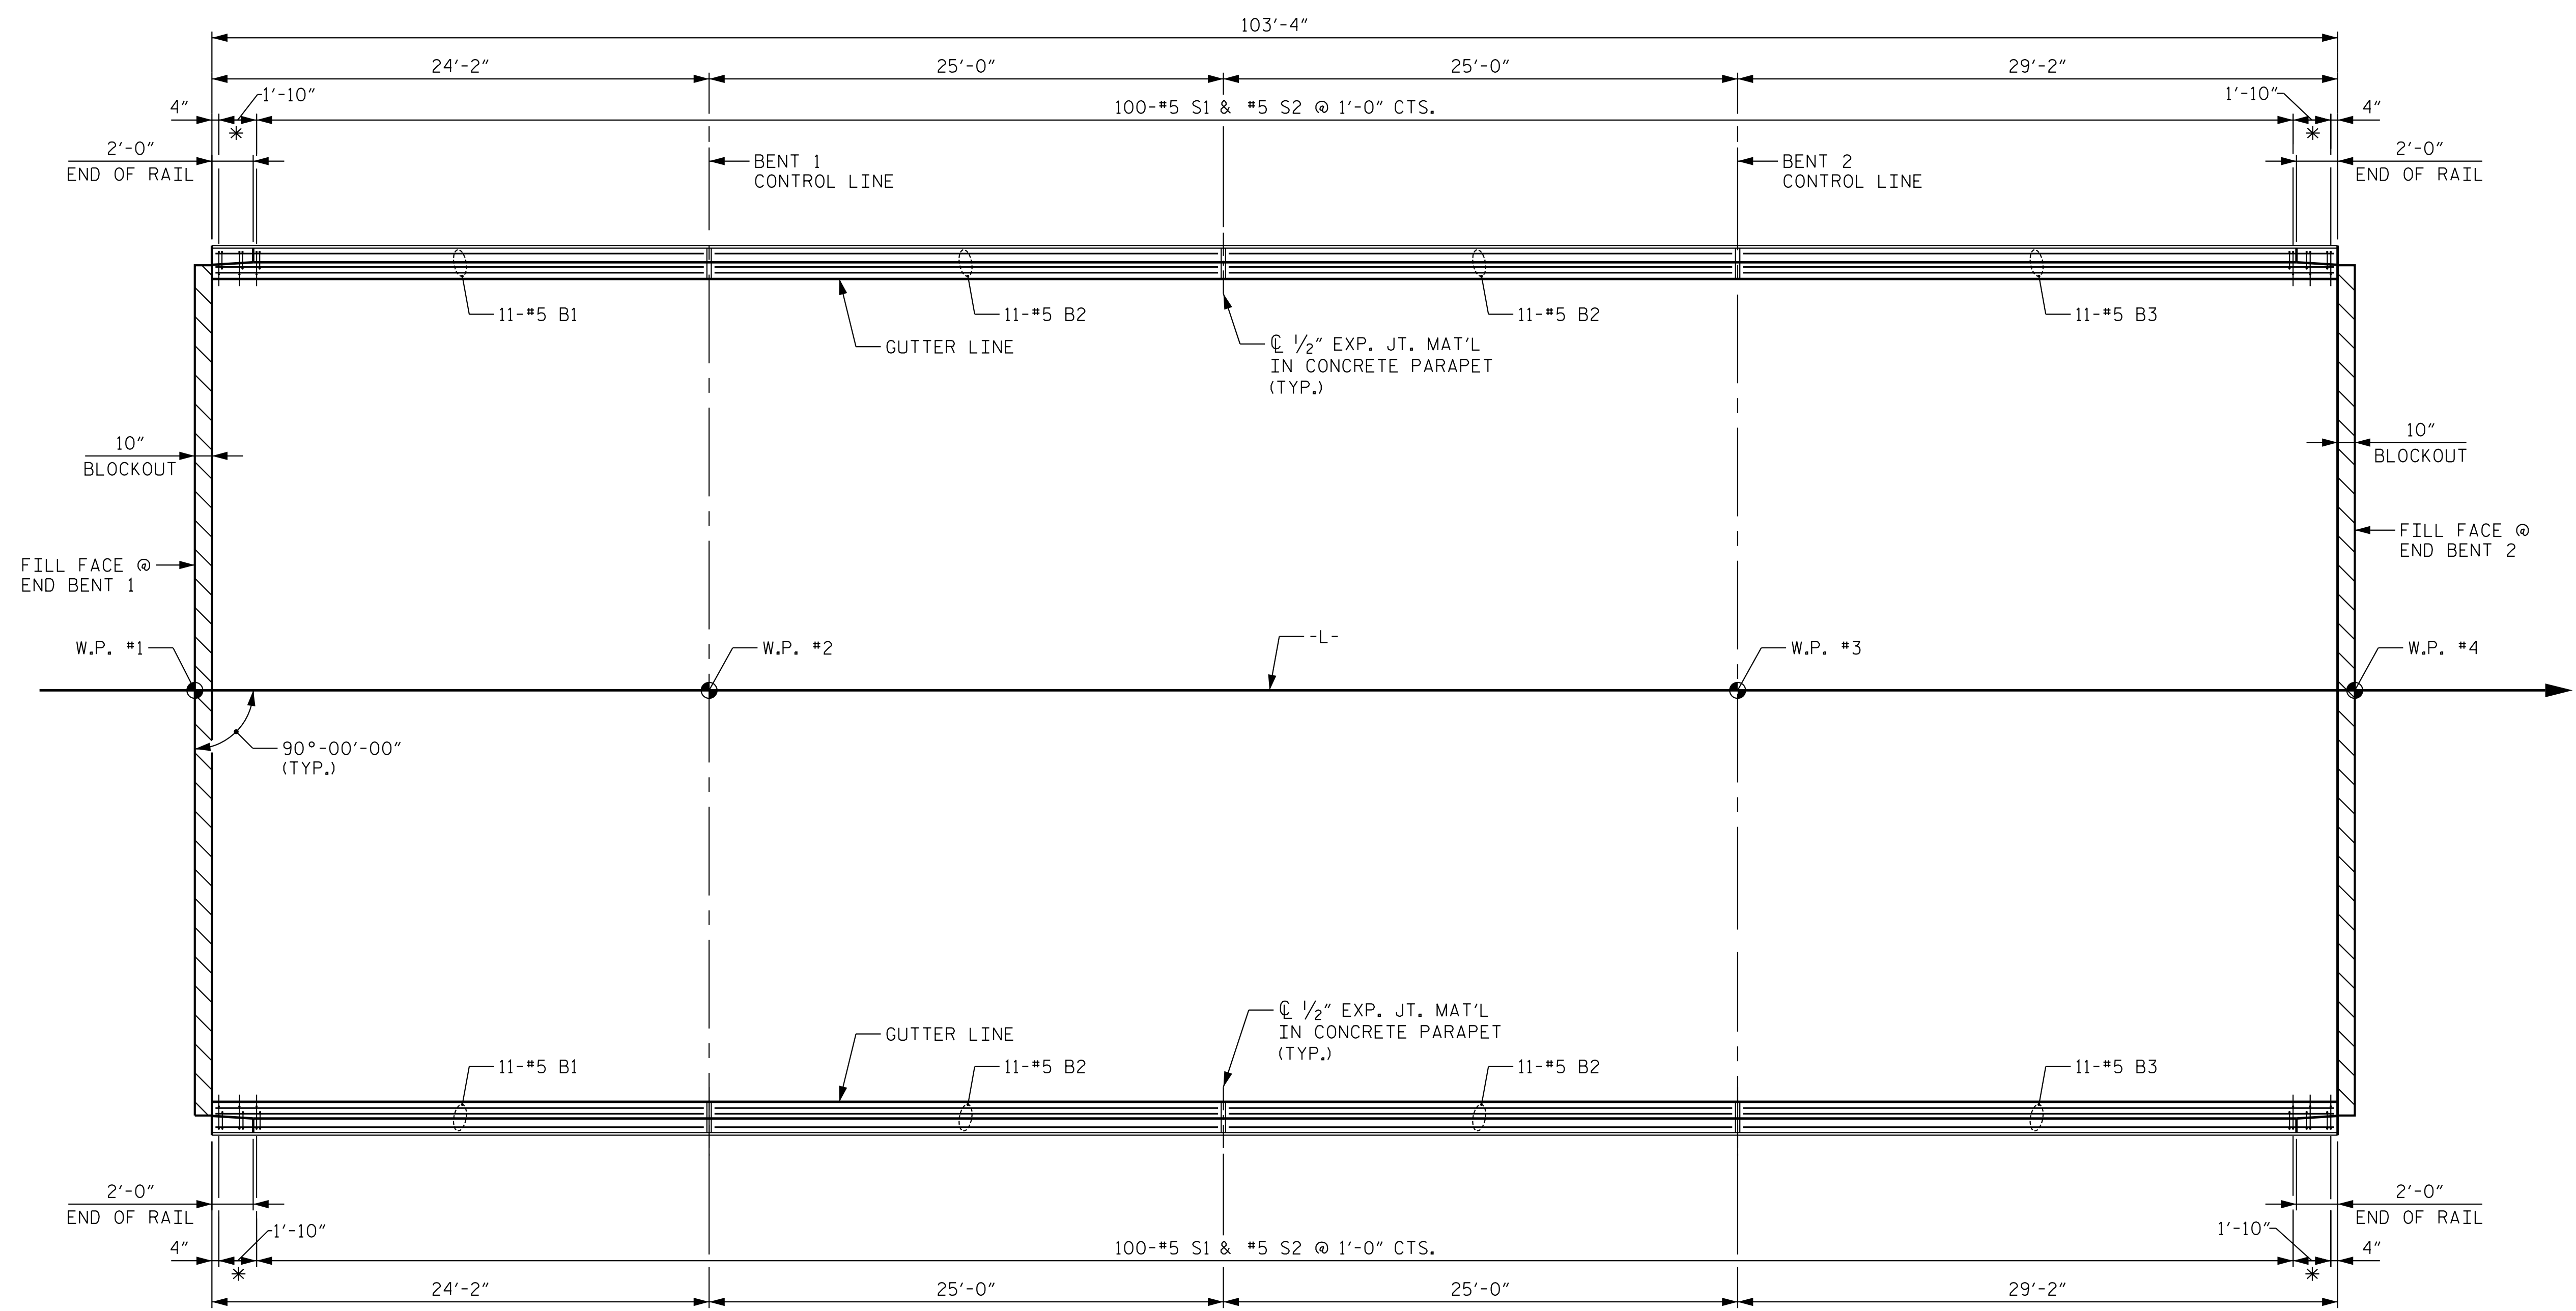 103'-4"
24'-2" 25'-0" 25'-0" 29'-2"
4" 1'-10" 100-#5 S1 & #5 S2 @ 1'-0" CTS. 1'-10" 4"
* *
2'-0" 2'-0"
END OF RAIL END OF RAIL
BENT 1
CONTROL LINE
BENT 2
CONTROL LINE
11-#5 B1 11-#5 B2 11-#5 B2 11-#5 B3
GUTTER LINE
℄ ½" EXP. JT. MAT'L
IN CONCRETE PARAPET
(TYP.)
10"
BLOCKOUT
10"
BLOCKOUT
FILL FACE @
END BENT 1
FILL FACE @
END BENT 2
W.P. #1 W.P. #2 -L- W.P. #3 W.P. #4
90°-00'-00"
(TYP.)
℄ ½" EXP. JT. MAT'L
IN CONCRETE PARAPET
(TYP.)
GUTTER LINE
11-#5 B1 11-#5 B2 11-#5 B2 11-#5 B3
2'-0" 2'-0"
END OF RAIL END OF RAIL
4" 1'-10" 100-#5 S1 & #5 S2 @ 1'-0" CTS. 1'-10" 4"
* *
24'-2" 25'-0" 25'-0" 29'-2"